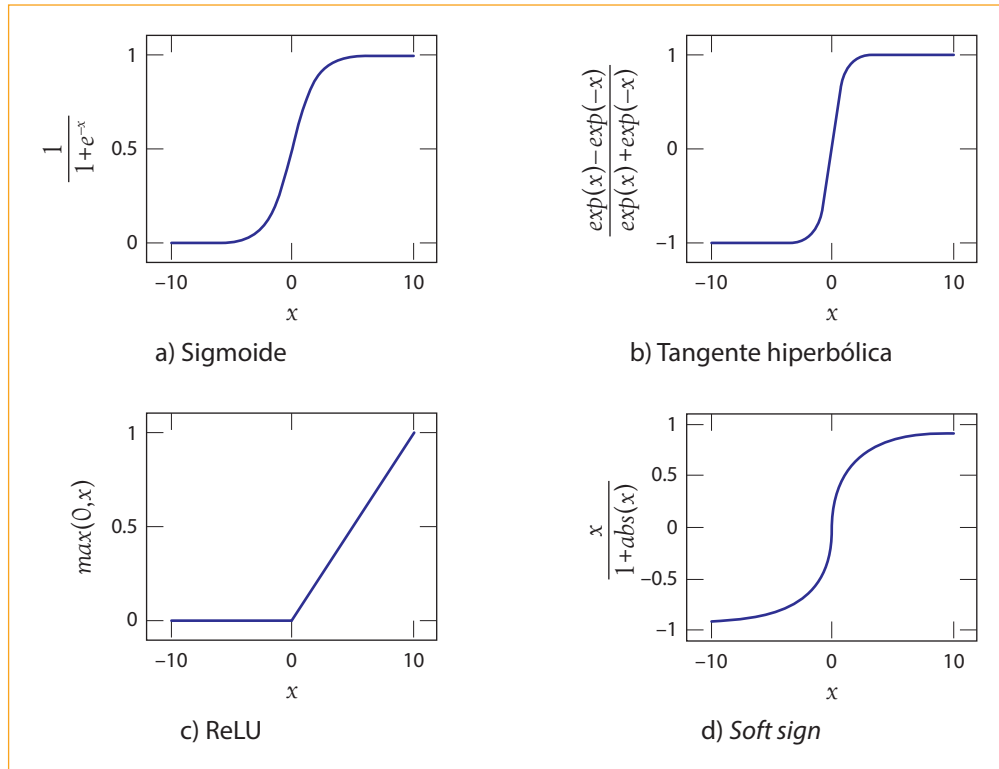 1
0.5
0
−10
0
10
x
1
1+e^{-x}
a) Sigmoide
1
0
−1
−10
0
10
x
exp(x)−exp(−x)
exp(x)+exp(−x)
b) Tangente hiperbólica
1
0.5
0
−10
0
10
x
max(0,x)
c) ReLU
1
0.5
0
−0.5
−1
−10
0
10
x
x
1+abs(x)
d) Soft sign